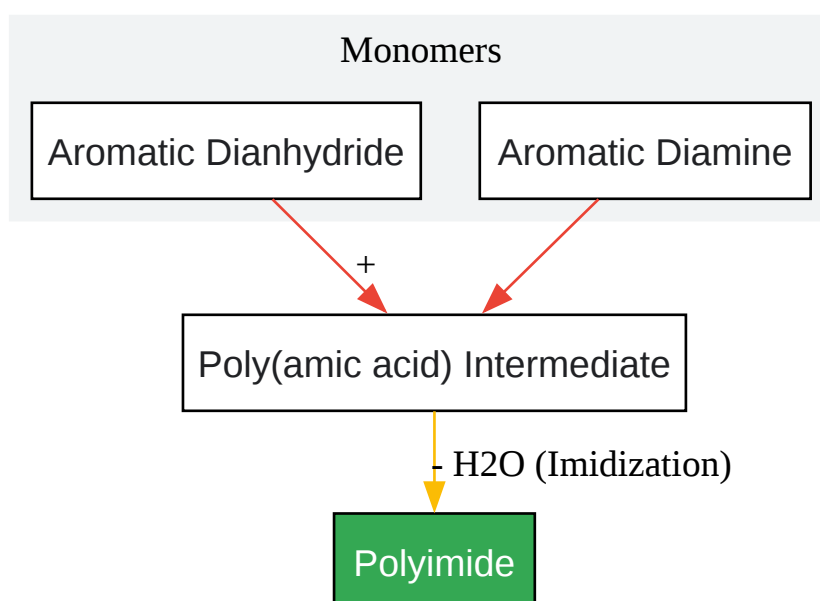 Monomers
Aromatic Dianhydride
Aromatic Diamine
+
Poly(amic acid) Intermediate
- H2O (Imidization)
Polyimide